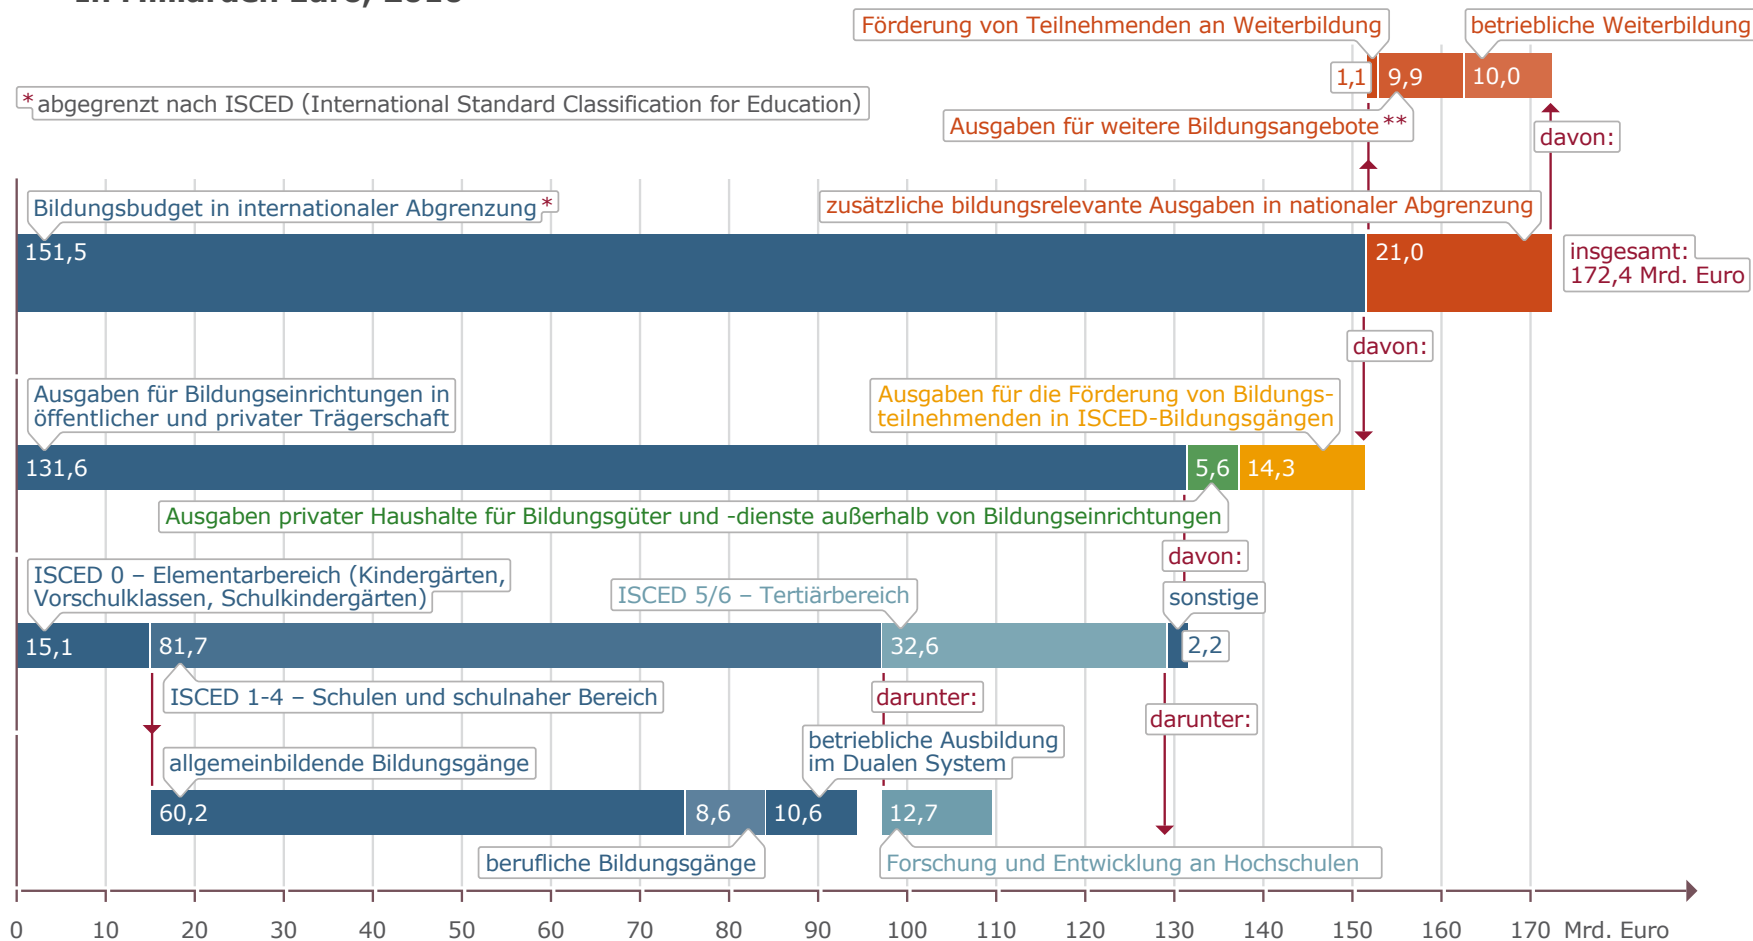 in Milliarden Euro, 2010
Förderung von Teilnehmenden an Weiterbildung
betriebliche Weiterbildung
1,1
9,9
10,0
*abgegrenzt nach ISCED (International Standard Classification for Education)
Ausgaben für weitere Bildungsangebote**
davon:
Bildungsbudget in internaler Abgrenzung*
zusätzliche bildungsrelevante Ausgaben in nationaler Abgrenzung
151,5
21,0
insgesamt:
172,4 Mrd. Euro
davon:
Ausgaben für Bildungseinrichtungen in
öffentlicher und privater Trägerschaft
Ausgaben für die Förderung von Bildungs-
teilnehmenden in ISCED-Bildungsgängen
131,6
5,6
14,3
Ausgaben privater Haushalte für Bildungsgüter und -dienste außerhalb von Bildungseinrichtungen
davon:
ISCED 0 – Elementarbereich (Kindergärten,
Vorschulklassen, Schulkindergärten)
ISCED 5/6 – Tertiärbereich
sonstige
15,1
81,7
32,6
2,2
ISCED 1-4 – Schulen und schulnaher Bereich
darunter:
darunter:
allgemeinbildende Bildungsgänge
betriebliche Ausbildung
im Dualen System
60,2
8,6
10,6
12,7
berufliche Bildungsgänge
Forschung und Entwicklung an Hochschulen
0 10 20 30 40 50 60 70 80 90 100 110 120 130 140 150 160 170 Mrd. Euro